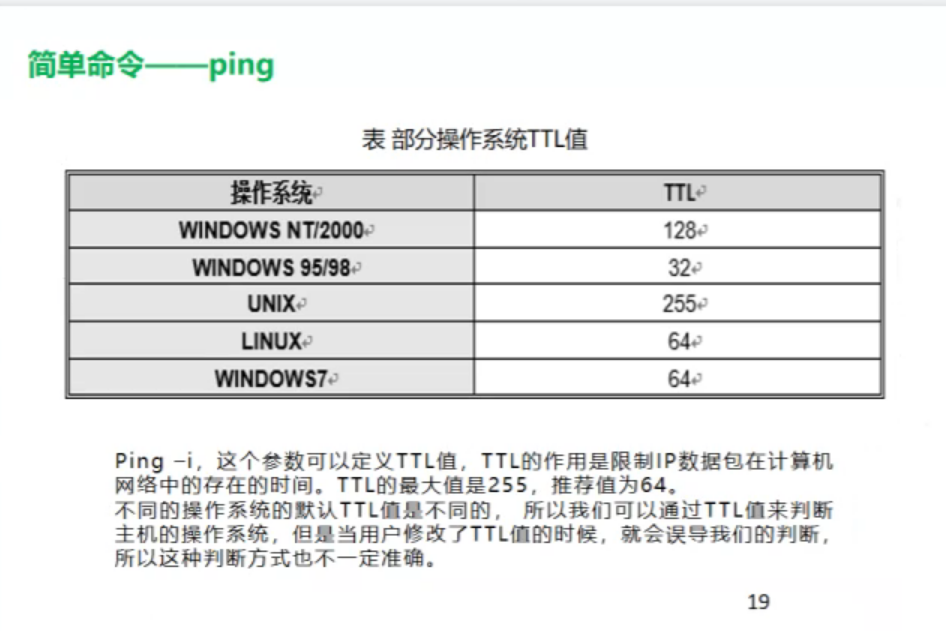 简单命令——ping
表 部分操作系统TTL值
操作系统 TTL
WINDOWS NT/2000 128
WINDOWS 95/98 32
UNIX 255
LINUX 64
WINDOWS7 64
Ping –i，这个参数可以定义TTL值，TTL的作用是限制IP数据包在计算机
网络中的存在的时间。TTL的最大值是255，推荐值为64。
不同的操作系统的默认TTL值是不同的， 所以我们可以通过TTL值来判断
主机的操作系统，但是当用户修改了TTL值的时候，就会误导我们的判断，
所以这种判断方式也不一定准确。
19